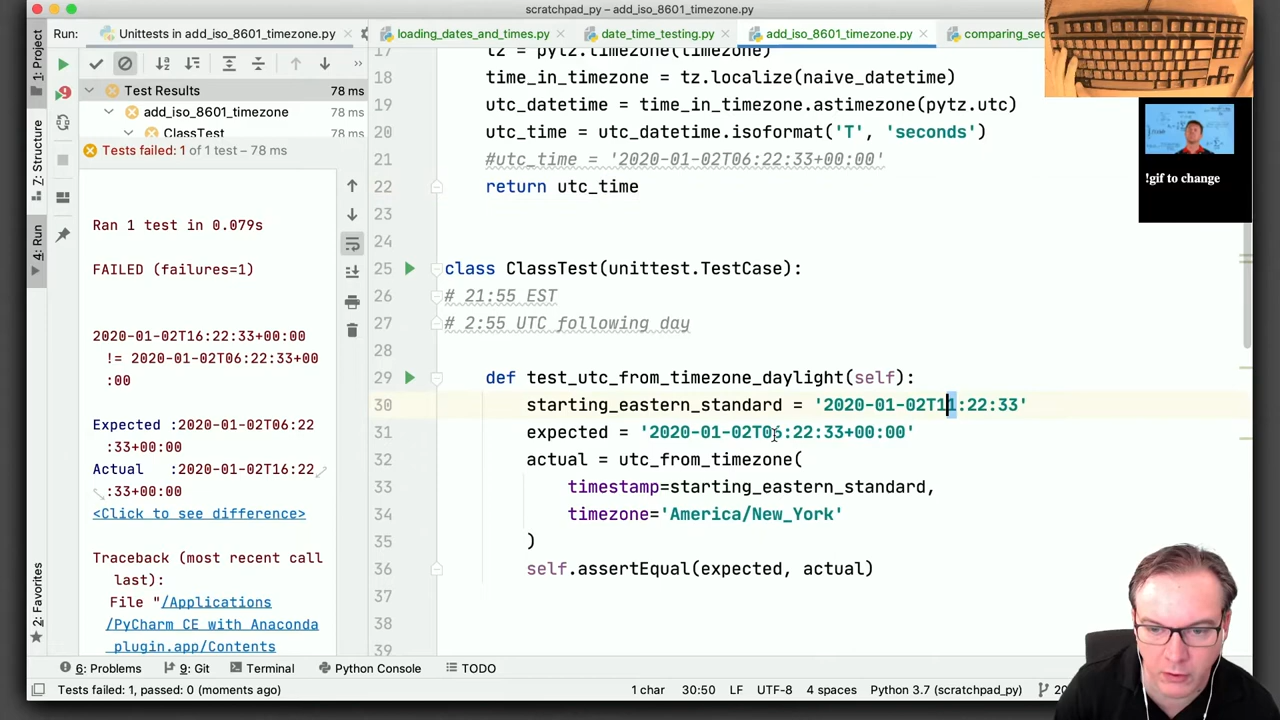 scratchpad_py – add_iso_8601_timezone.py
Run:
Unittests in add_iso_8601_timezone.py
loading_dates_and_times.py
date_time_testing.py
add_iso_8601_timezone.py
1: Project
Test Results
78 ms
add_iso_8601_timezone
78 ms
ClassTest
78 ms
Tests failed: 1 of 1 test – 78 ms
Z: Structure
4: Run
2: Favorites
Ran 1 test in 0.079s
FAILED (failures=1)
2020-01-02T16:22:33+00:00
!= 2020-01-02T06:22:33+00
:00
Expected :2020-01-02T06:22
:33+00:00
Actual :2020-01-02T16:22
:33+00:00
<Click to see difference>
Traceback (most recent call
last):
File "/Applications
/PyCharm CE with Anaconda
plugin.app/Contents
17 tz = pytz.timezone(timezone)
18 time_in_timezone = tz.localize(naive_datetime)
19 utc_datetime = time_in_timezone.astimezone(pytz.utc)
20 utc_time = utc_datetime.isoformat('T', 'seconds')
21 #utc_time = '2020-01-02T06:22:33+00:00'
22 return utc_time
23
24
25 class ClassTest(unittest.TestCase):
26 # 21:55 EST
27 # 2:55 UTC following day
28
29 def test_utc_from_timezone_daylight(self):
30 starting_eastern_standard = '2020-01-02T11:22:33'
31 expected = '2020-01-02T06:22:33+00:00'
32 actual = utc_from_timezone(
33 timestamp=starting_eastern_standard,
34 timezone='America/New_York'
35 )
36 self.assertEqual(expected, actual)
37
38
39
!gif to change
6: Problems
9: Git
Terminal
Python Console
TODO
Tests failed: 1, passed: 0 (moments ago)
1 char
30:50
LF
UTF-8
4 spaces
Python 3.7 (scratchpad_py)